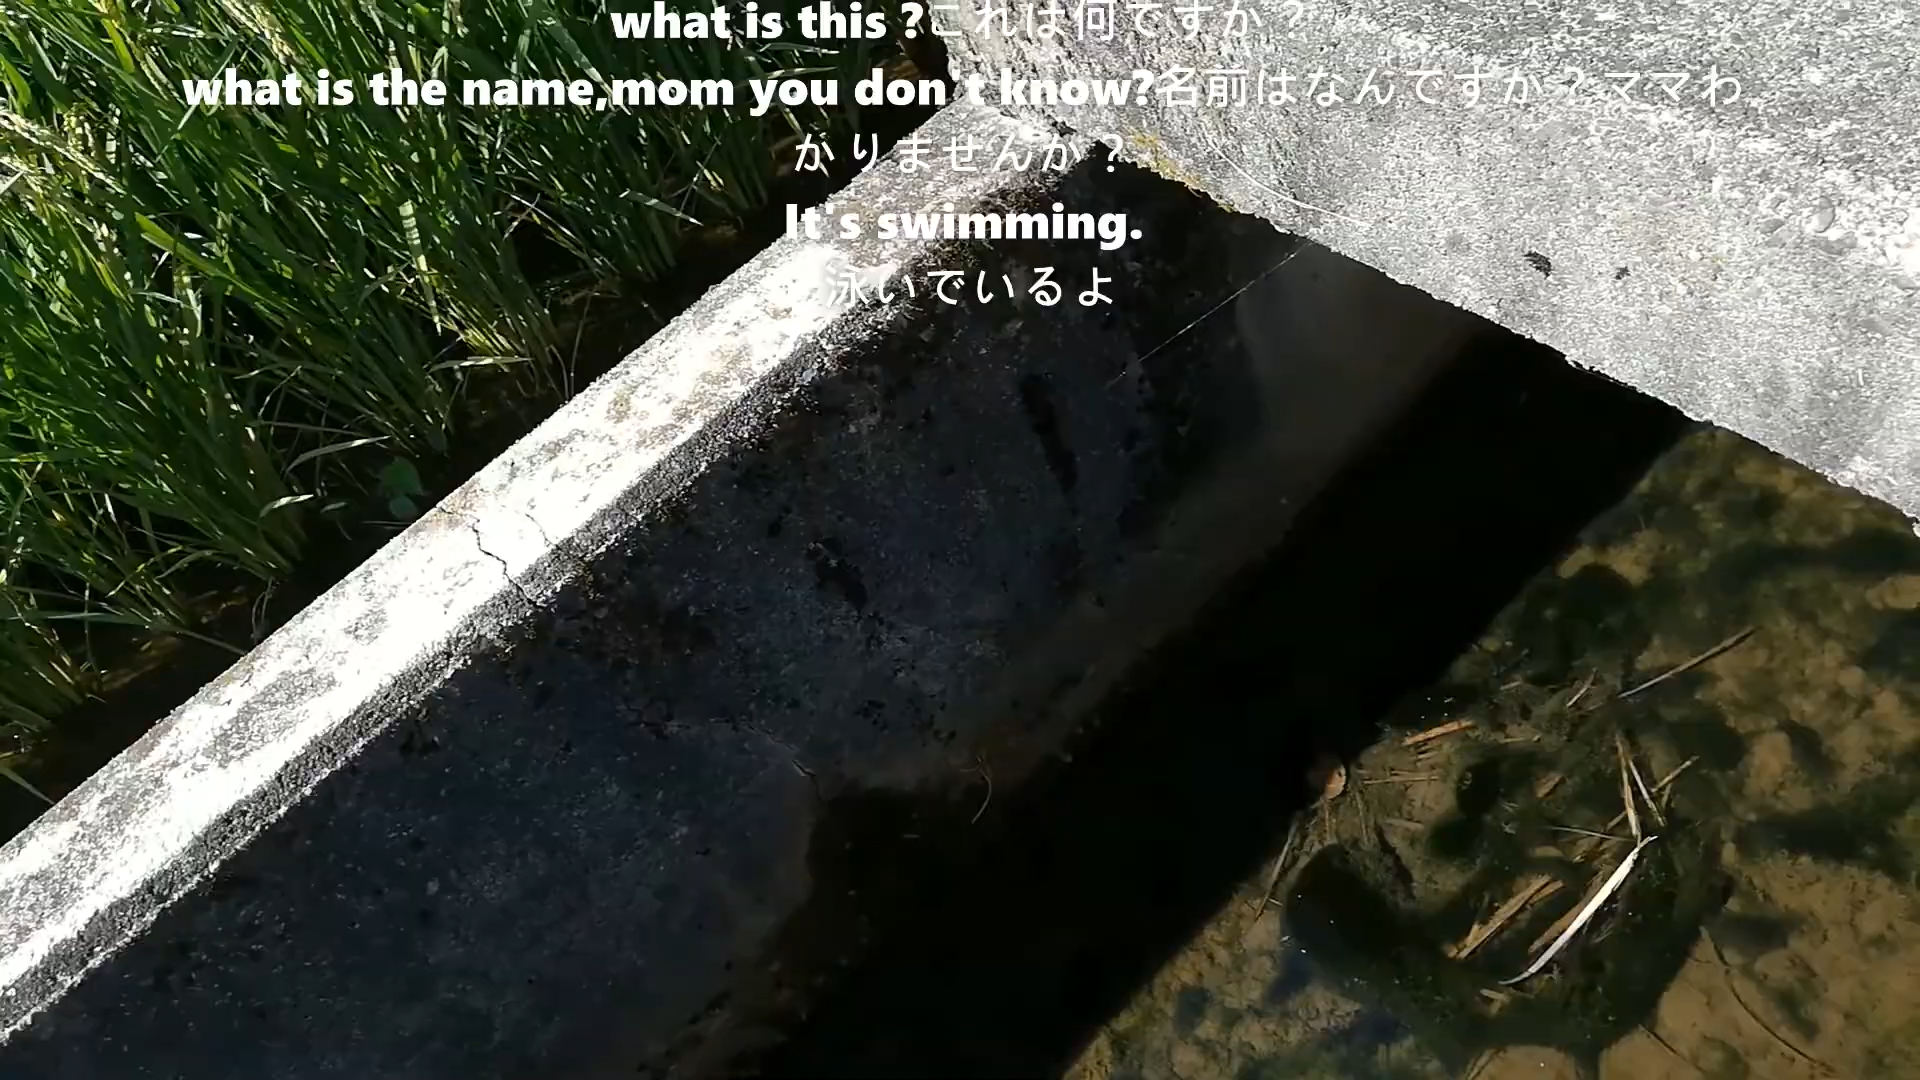 what is this ?これは何ですか？
what is the name,mom you don't know?名前はなんですか？ママわ
かりませんか？
It's swimming.
泳いでいるよ